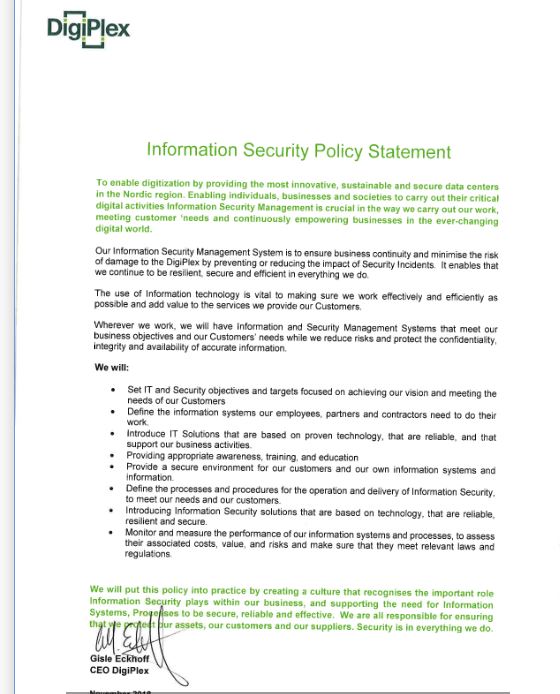 DigiPlex
Information Security Policy Statement
To enable digitization by providing the most innovative, sustainable and secure data centers
in the Nordic region. Enabling individuals, businesses and societies to carry out their critical
digital activities Information Security Management is crucial in the way we carry out our work,
meeting customer 'needs and continuously empowering businesses in the ever-changing
digital world.
Our Information Security Management System is to ensure business continuity and minimise the risk
of damage to the DigiPlex by preventing or reducing the impact of Security Incidents. It enables that
we continue to be resilient, secure and efficient in everything we do.
The use of Information technology is vital to making sure we work effectively and efficiently as
possible and add value to the services we provide our Customers.
Wherever we work, we will have information and Security Management Systems that meet our
business objectives and our Customers' needs while we reduce risks and protect the confidentiality,
integrity and availability of accurate information.
We will:
• Set IT and Security objectives and targets focused on achieving our vision and meeting the
needs of our Customers
• Define the information systems our employees, partners and contractors need to do their
work.
• Introduce IT Solutions that are based on proven technology, that are reliable, and that
support our business activities.
• Providing appropriate awareness, training, and education
• Provide a secure environment for our customers and our own information systems and
information.
• Define the processes and procedures for the operation and delivery of Information Security,
to meet our needs and our customers.
• Introducing Information Security solutions that are based on technology, that are reliable,
resilient and secure.
• Monitor and measure the performance of our information systems and processes, to assess
their associated costs, value, and risks and make sure that they meet relevant laws and
regulations.
We will put this policy into practice by creating a culture that recognises the important role
Information Security plays within our business, and supporting the need for Information
Systems, Processes to be secure, reliable and effective. We are all responsible for ensuring
that we protect our assets, our customers and our suppliers. Security is in everything we do.
Gisle Eckhoff
CEO DigiPlex